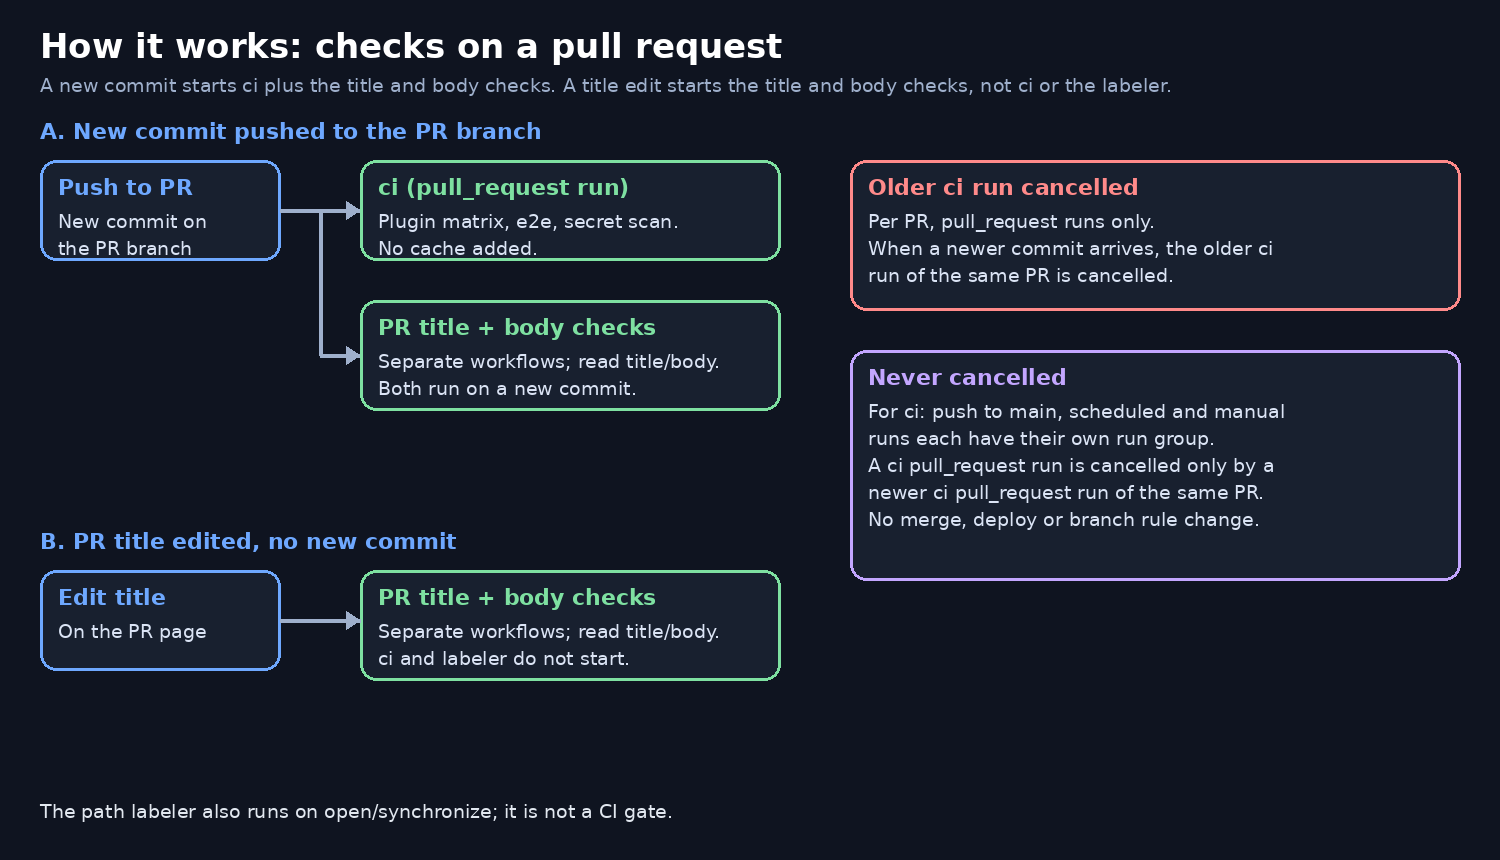 How it works: checks on a pull request
A new commit starts ci plus the title and body checks. A title edit starts the title and body checks, not ci or the labeler.
A. New commit pushed to the PR branch
Push to PR
New commit on
the PR branch
ci (pull_request run)
Plugin matrix, e2e, secret scan.
No cache added.
PR title + body checks
Separate workflows; read title/body.
Both run on a new commit.
Older ci run cancelled
Per PR, pull_request runs only.
When a newer commit arrives, the older ci
run of the same PR is cancelled.
Never cancelled
For ci: push to main, scheduled and manual
runs each have their own run group.
A ci pull_request run is cancelled only by a
newer ci pull_request run of the same PR.
No merge, deploy or branch rule change.
B. PR title edited, no new commit
Edit title
On the PR page
PR title + body checks
Separate workflows; read title/body.
ci and labeler do not start.
The path labeler also runs on open/synchronize; it is not a CI gate.